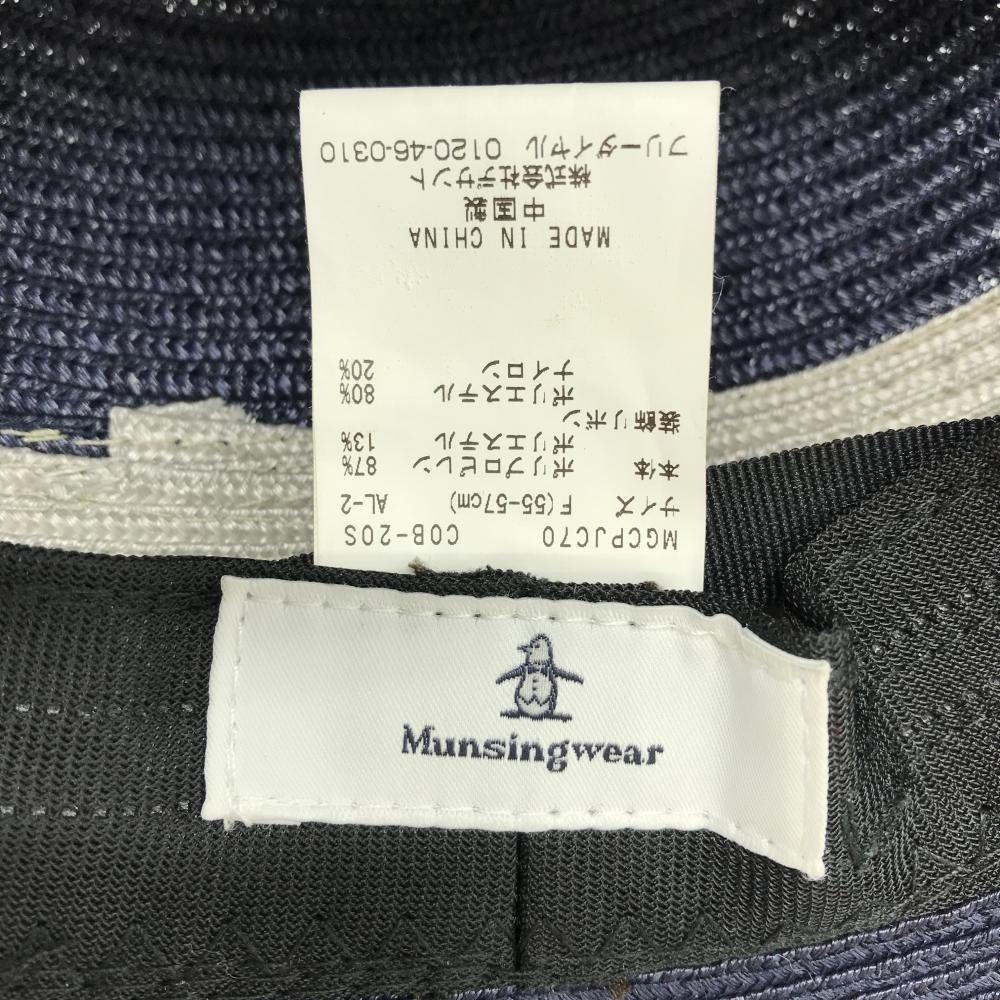 MGCPJC70 COB-20S
サイズ F(55-57cm) AL-2
本体 ポリプロピレン 87%
ポリエステル 13%
装飾リボン
ポリエステル 80%
ナイロン 20%
MADE IN CHINA
中国製
株式会社デサント
フリーダイヤル 0120-46-0310
Munsingwear